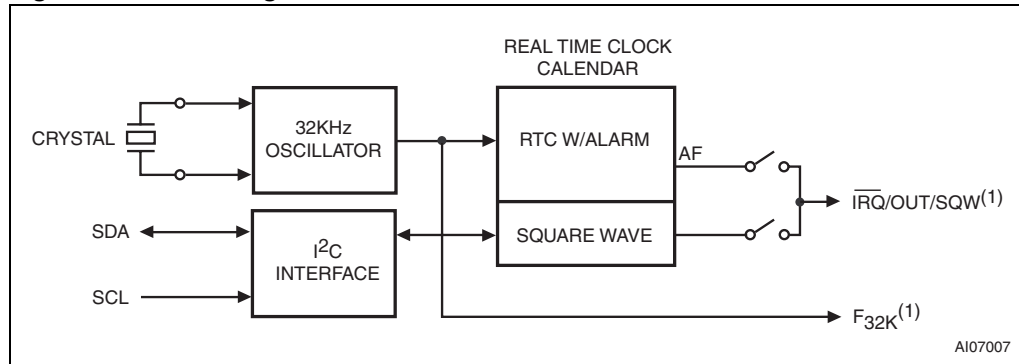 REAL TIME CLOCK
CALENDAR
CRYSTAL
32KHz
OSCILLATOR
RTC W/ALARM
AF
IRQ/OUT/SQW(1)
SDA
SCL
I2C
INTERFACE
SQUARE WAVE
F32K(1)
AI07007